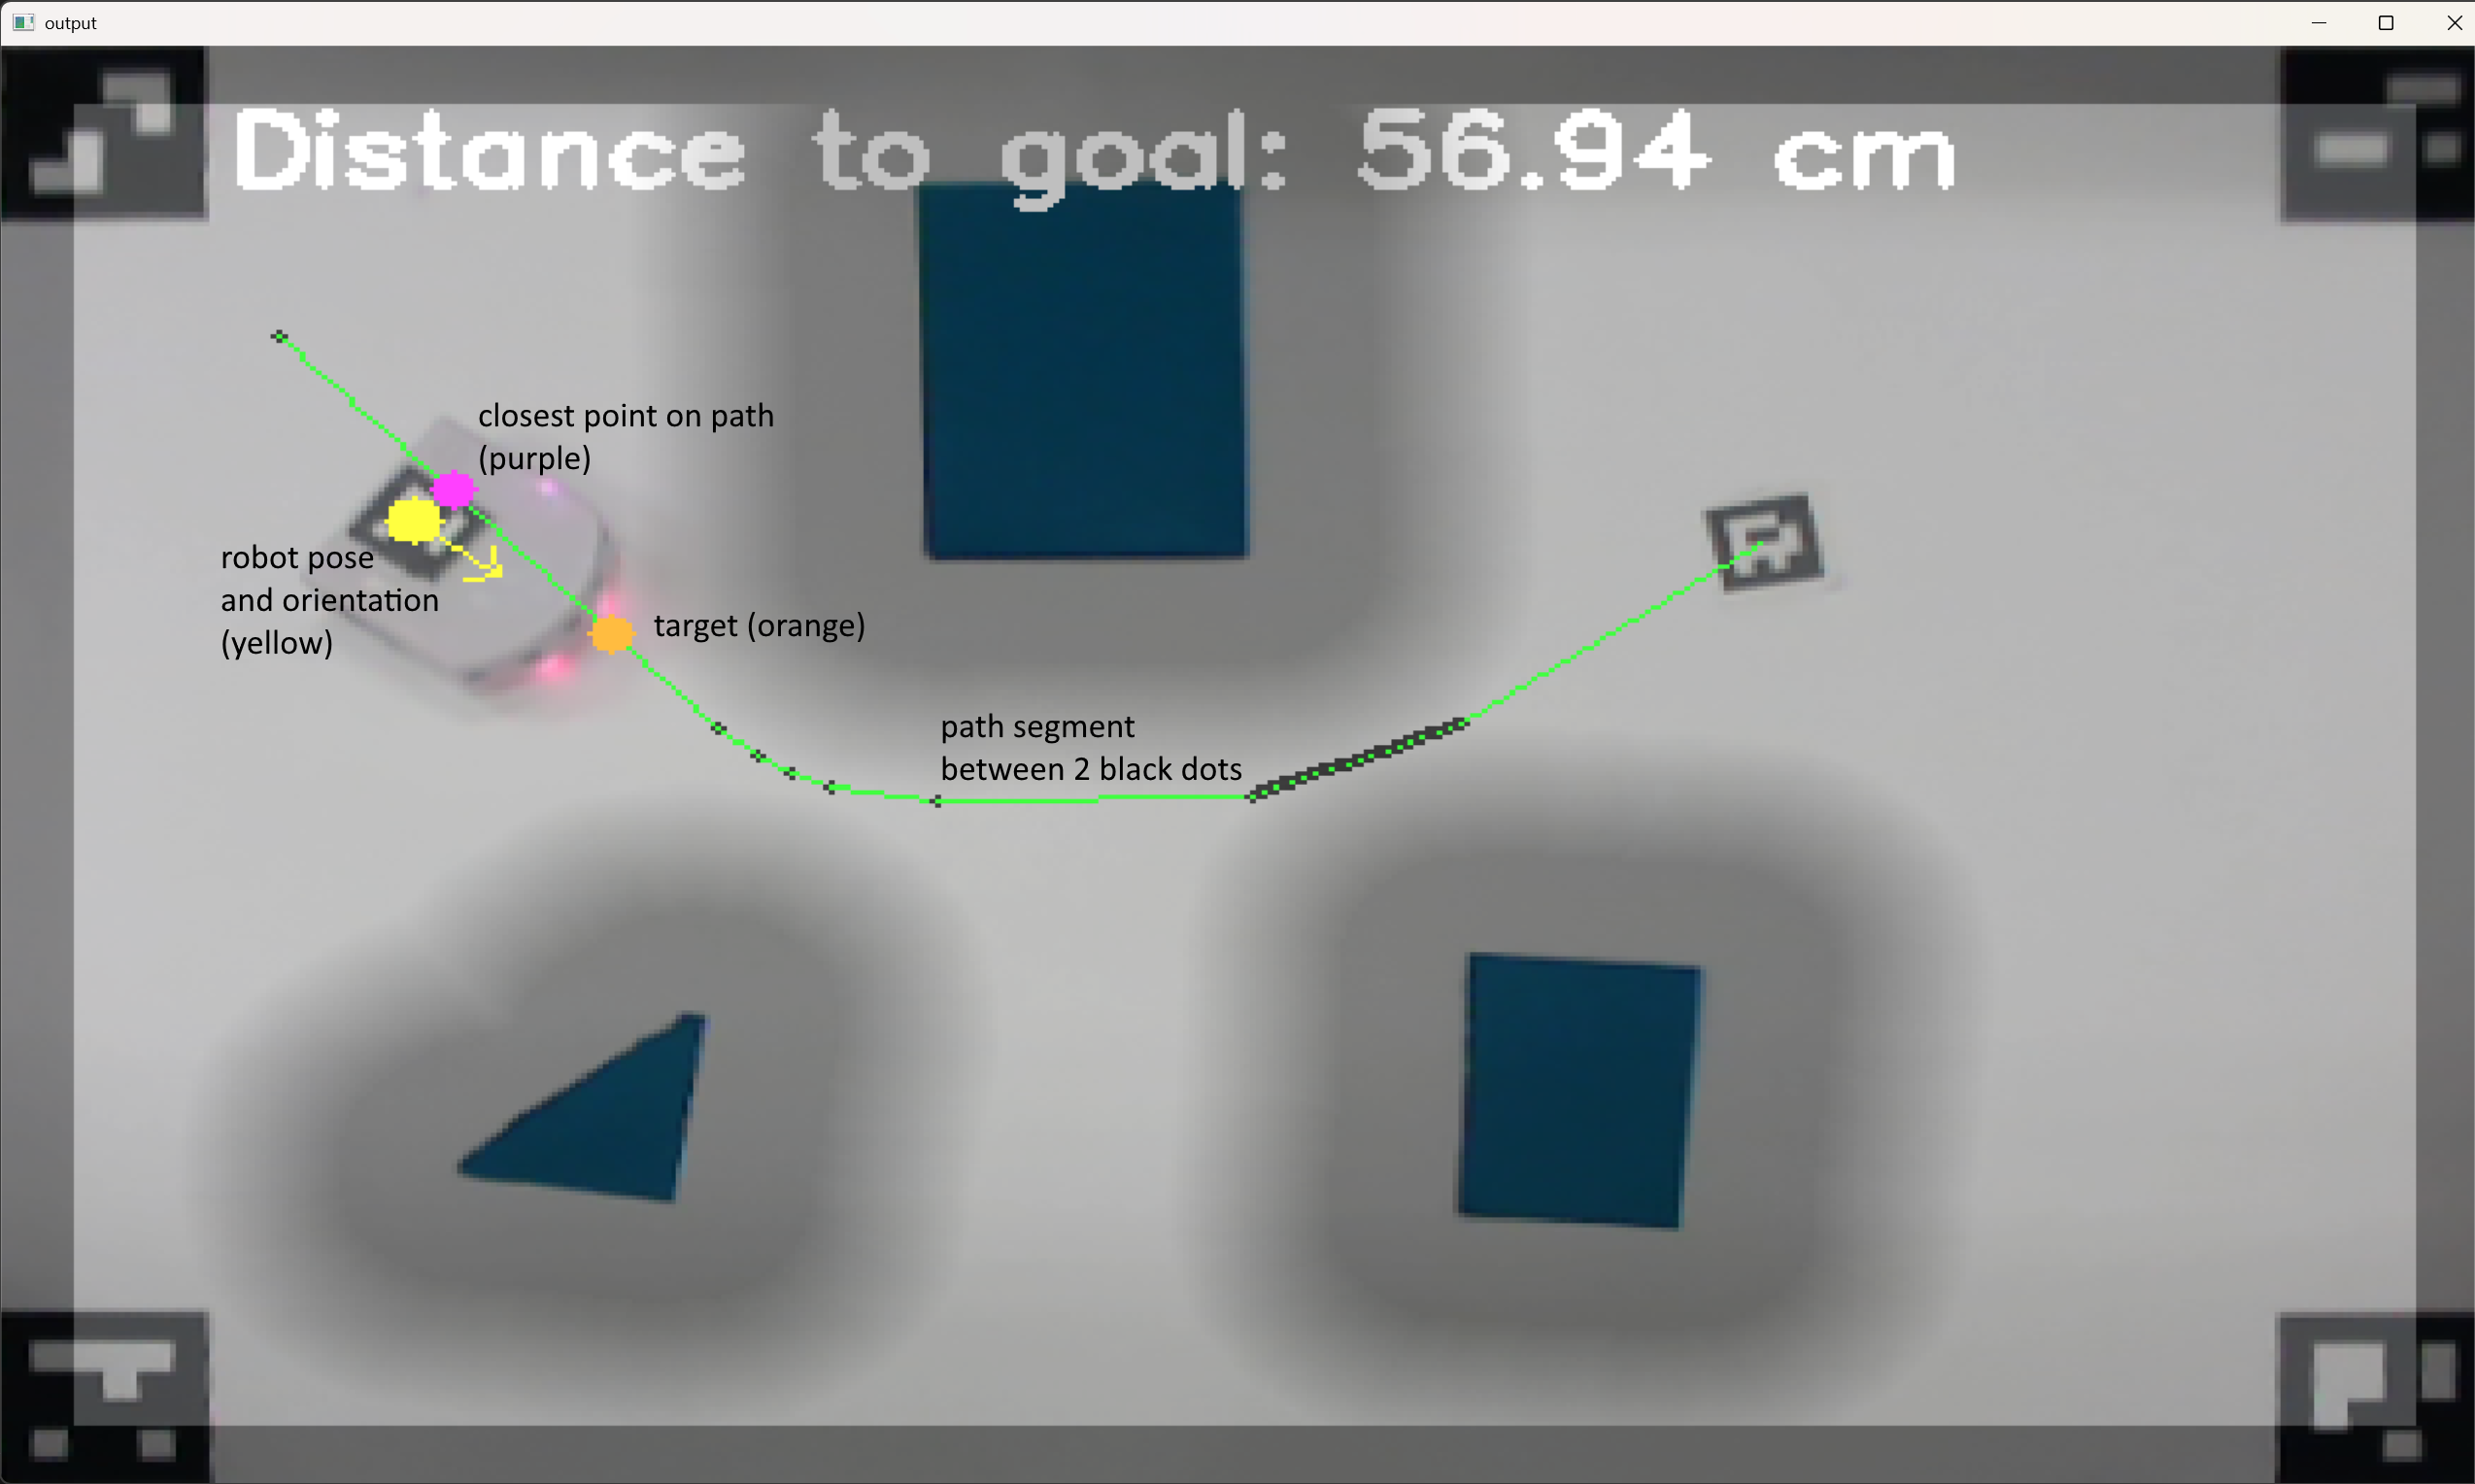 output
Distance to goal: 56.94 cm
closest point on path
(purple)
robot pose
and orientation
(yellow)
target (orange)
path segment
between 2 black dots